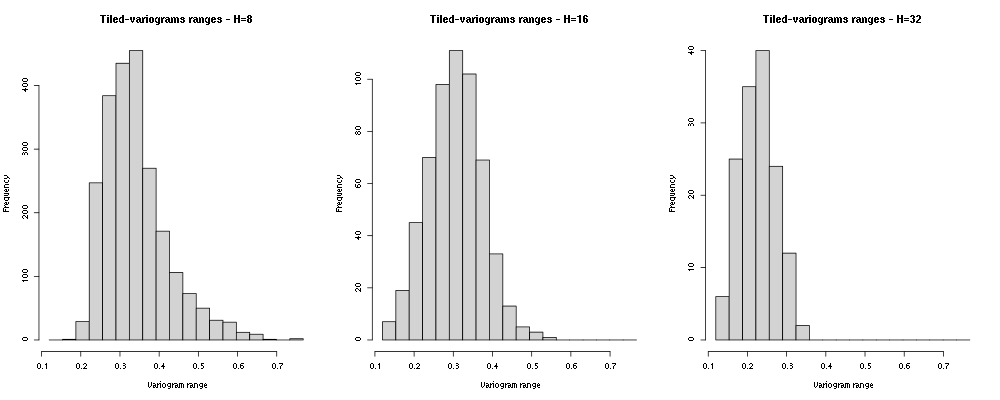 Tiled-variograms ranges - H=8
Tiled-variograms ranges - H=16
Tiled-variograms ranges - H=32
Frequency
0
100
200
300
400
0.1 0.2 0.3 0.4 0.5 0.6 0.7
Variogram range
Frequency
0
20
40
60
80
100
0.1 0.2 0.3 0.4 0.5 0.6 0.7
Variogram range
Frequency
0
10
20
30
40
0.1 0.2 0.3 0.4 0.5 0.6 0.7
Variogram range